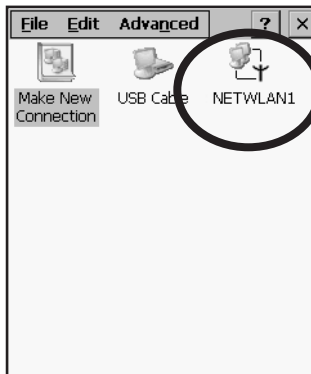 File Edit Advanced ? ×
Make New
Connection
USB Cable
NETWLAN1